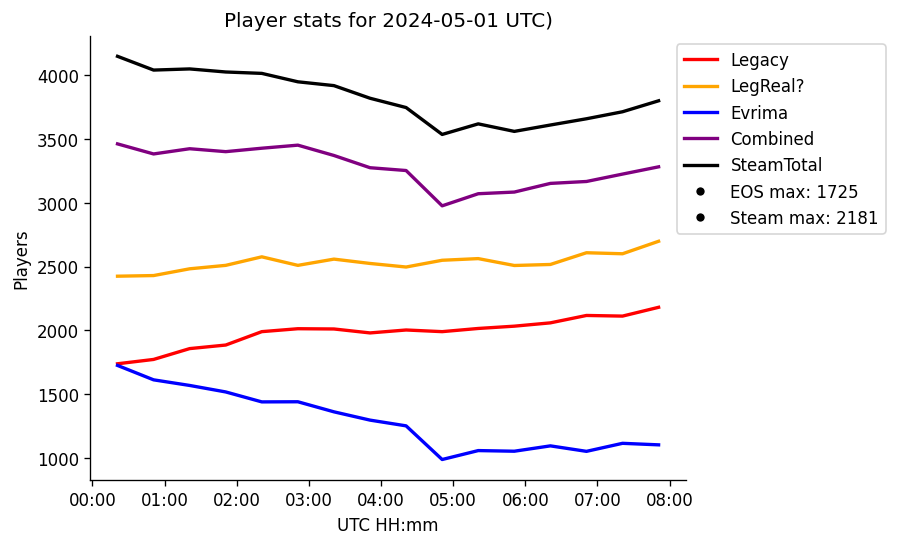 Player stats for 2024-05-01 UTC)
4000
3500
3000
2500
2000
1500
1000
Players
00:00 01:00 02:00 03:00 04:00 05:00 06:00 07:00 08:00
UTC HH:mm
Legacy
LegReal?
Evrima
Combined
SteamTotal
EOS max: 1725
Steam max: 2181